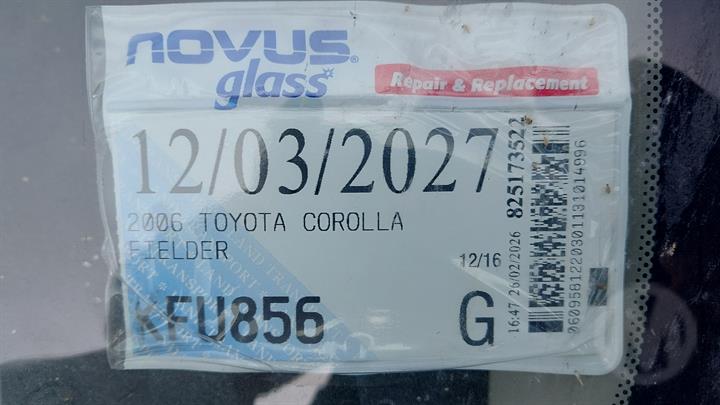 novus®
glass
Repair & Replacement
12/03/2027
2006 TOYOTA COROLLA
FIELDER
12/16
KFU856
G
825173522
16:47 26/02/2026